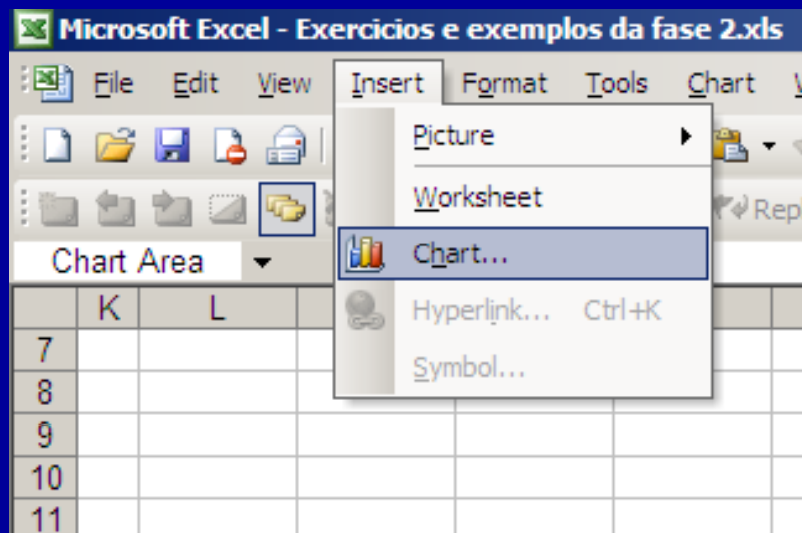 Microsoft Excel - Exercicios e exemplos da fase 2.xls
File Edit View Insert Format Tools Chart
Picture
Worksheet
Rep
Chart Area
Chart...
K L
Hyperlink... Ctrl+K
7
Symbol...
8
9
10
11